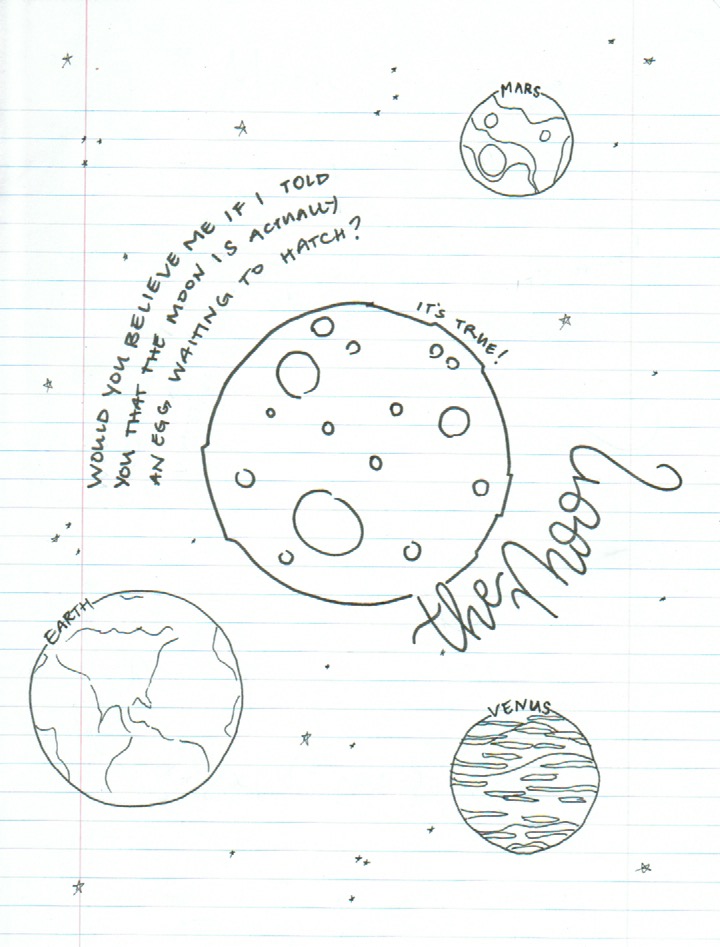 MARS
WOULD YOU BELIEVE ME IF I TOLD
YOU THAT THE MOON IS ACTUALLY
AN EGG WAITING TO HATCH?
IT'S TRUE!
the Moon
EARTH
VENUS